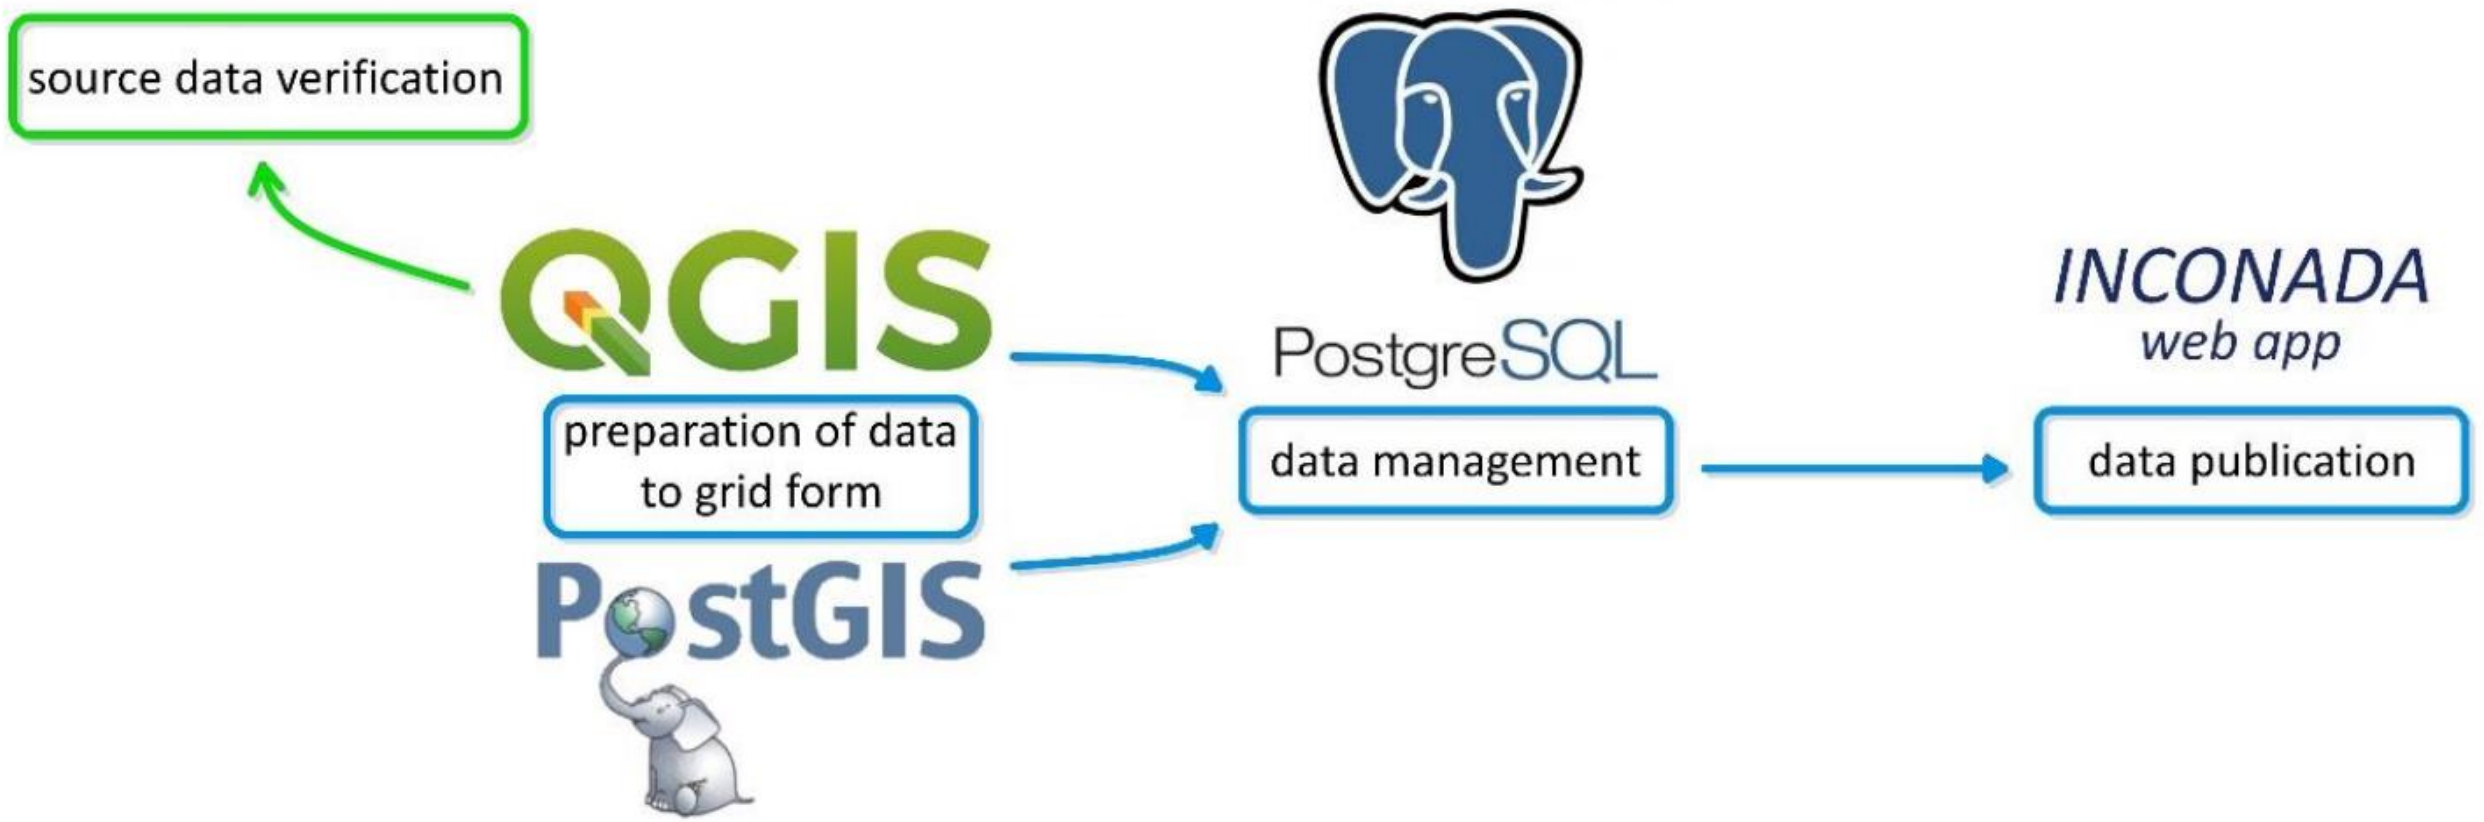 source data verification
QGIS
preparation of data
to grid form
PostGIS
PostgreSQL
data management
INCONADA
web app
data publication